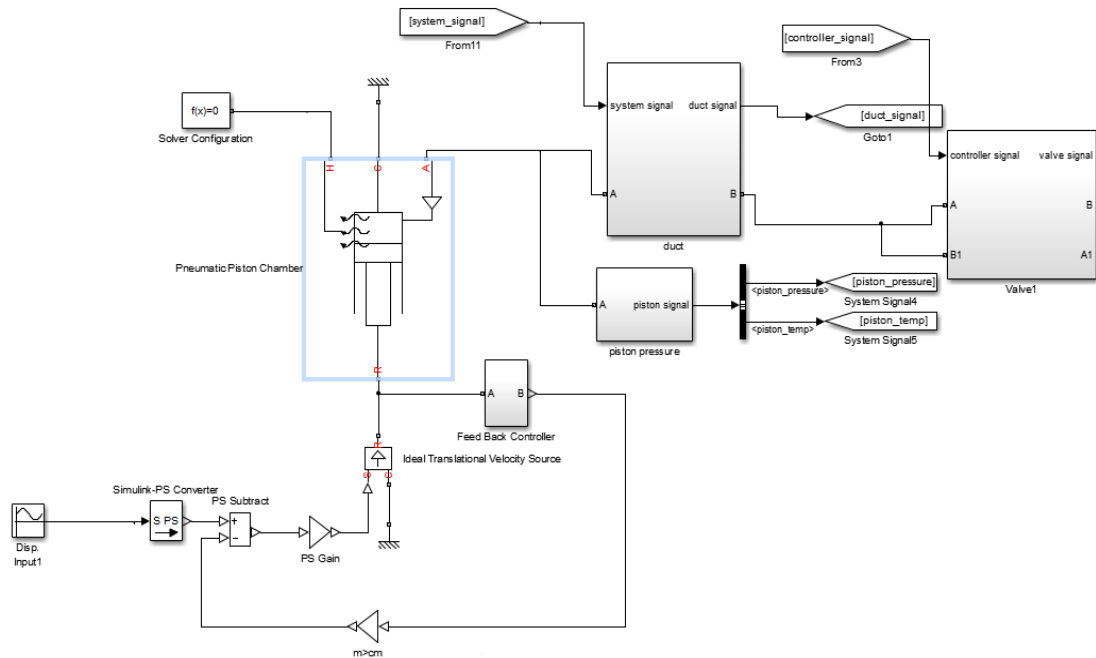 [system_signal]
From11
[controller_signal]
From3
f(x)=0
Solver Configuration
system signal
duct signal
A
B
duct
[duct_signal]
Goto1
controller signal
valve signal
A
B
B1
A1
Valve1
H
C
A
Pneumatic Piston Chamber
R
A
piston signal
piston pressure
<piston_pressure>
[piston_pressure]
System Signal4
<piston_temp>
[piston_temp]
System Signal5
A
B
Feed Back Controller
R
S
C
Ideal Translational Velocity Source
Simulink-PS Converter
S PS
PS Subtract
+
−
PS Gain
Disp.
Input1
m>cm